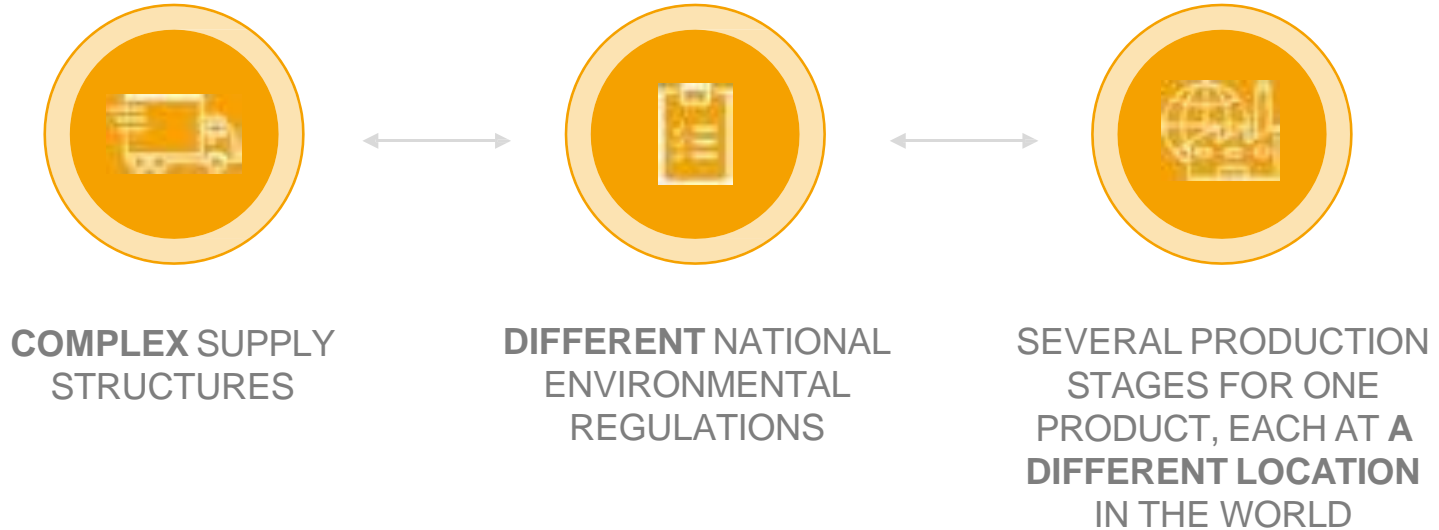 COMPLEX SUPPLY
STRUCTURES
DIFFERENT NATIONAL
ENVIRONMENTAL
REGULATIONS
SEVERAL PRODUCTION
STAGES FOR ONE
PRODUCT, EACH AT A
DIFFERENT LOCATION
IN THE WORLD